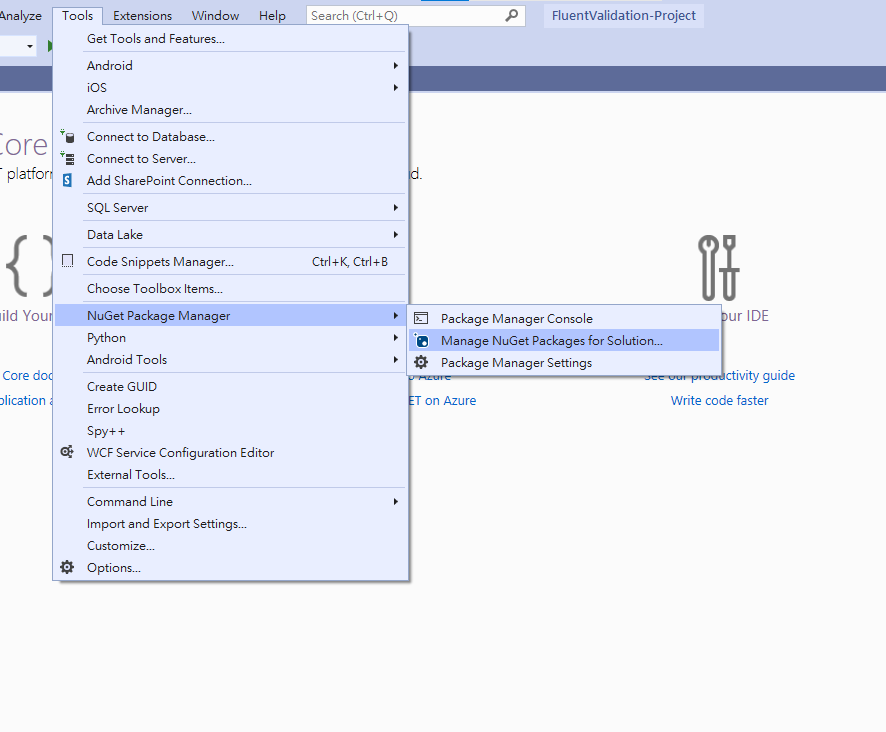 Analyze Tools Extensions Window Help Search (Ctrl+Q) FluentValidation-Project
Get Tools and Features...
Android
iOS
Archive Manager...
Connect to Database...
Connect to Server...
Add SharePoint Connection...
SQL Server
Data Lake
Code Snippets Manager... Ctrl+K, Ctrl+B
Choose Toolbox Items...
NuGet Package Manager
Python
Android Tools
Create GUID
Error Lookup
Spy++
WCF Service Configuration Editor
External Tools...
Command Line
Import and Export Settings...
Customize...
Options...
Package Manager Console
Manage NuGet Packages for Solution...
Package Manager Settings
Core
platfor
d.
ild Your
our IDE
Core doc
Azure
See our productivity guide
plication a
ET on Azure
Write code faster